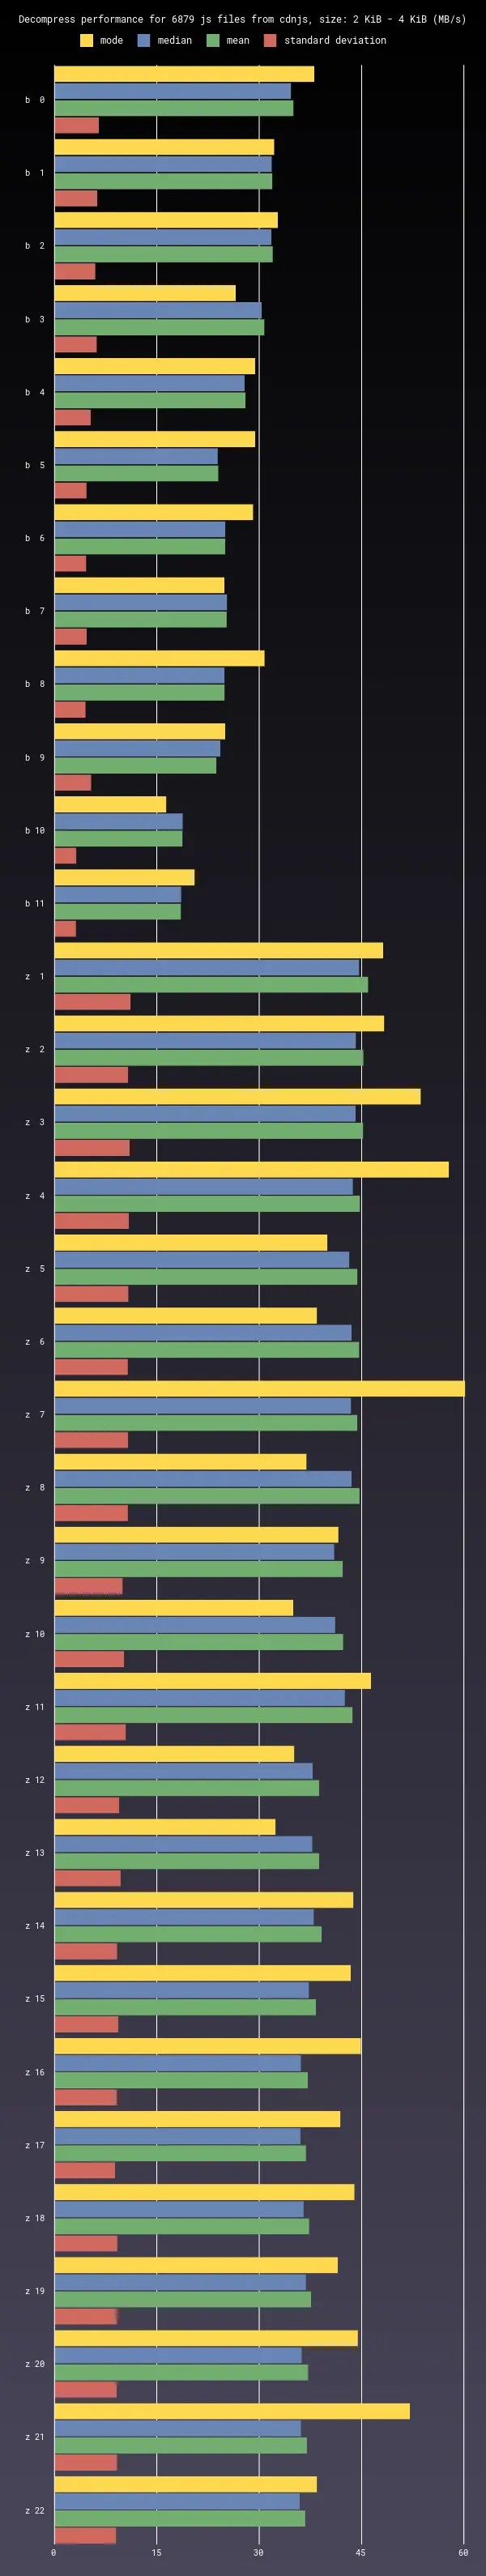 Decompress performance for 6879 js files from cdnjs, size: 2 KiB - 4 KiB (MB/s)
mode median mean standard deviation
b 0
b 1
b 2
b 3
b 4
b 5
b 6
b 7
b 8
b 9
b 10
b 11
z 1
z 2
z 3
z 4
z 5
z 6
z 7
z 8
z 9
z 10
z 11
z 12
z 13
z 14
z 15
z 16
z 17
z 18
z 19
z 20
z 21
z 22
0 15 30 45 60